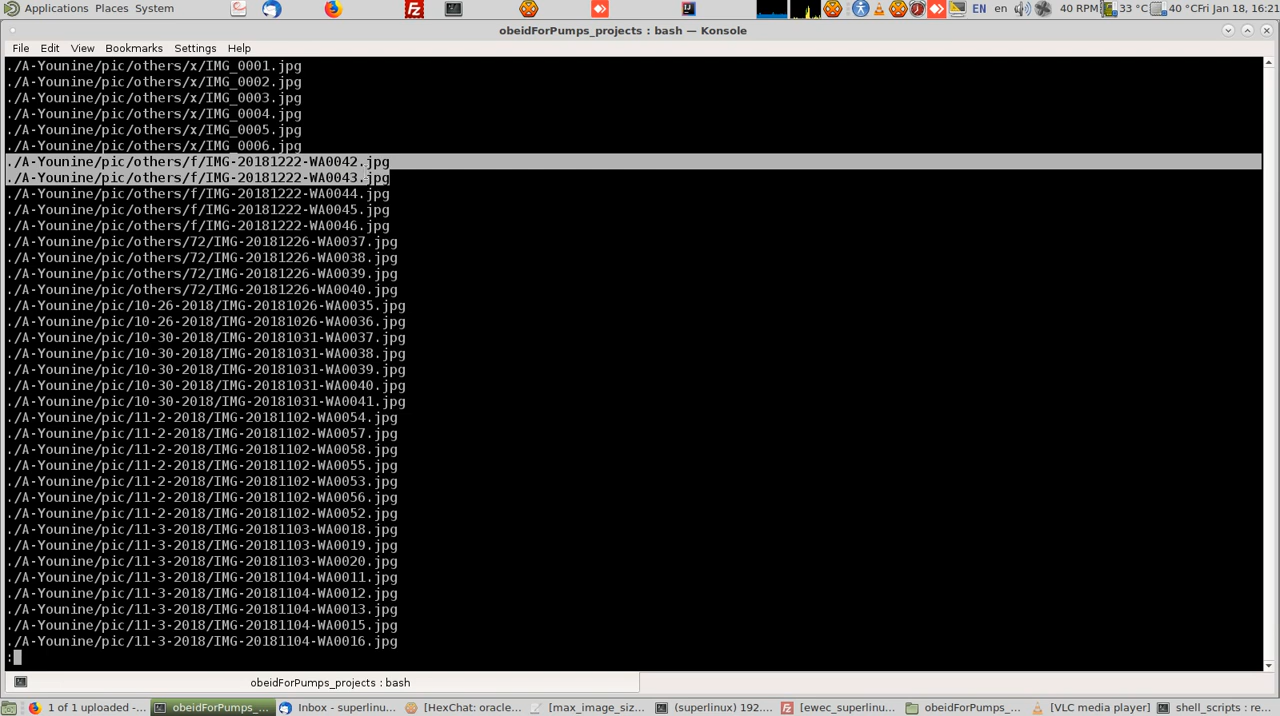 Applications Places System
EN en 40 RPM 33 °C 40 °C Fri Jan 18, 16:21
obeidForPumps_projects : bash — Konsole
File Edit View Bookmarks Settings Help
./A-Younine/pic/others/x/IMG_0001.jpg
./A-Younine/pic/others/x/IMG_0002.jpg
./A-Younine/pic/others/x/IMG_0003.jpg
./A-Younine/pic/others/x/IMG_0004.jpg
./A-Younine/pic/others/x/IMG_0005.jpg
./A-Younine/pic/others/x/IMG_0006.jpg
./A-Younine/pic/others/f/IMG-20181222-WA0042.jpg
./A-Younine/pic/others/f/IMG-20181222-WA0043.jpg
./A-Younine/pic/others/f/IMG-20181222-WA0044.jpg
./A-Younine/pic/others/f/IMG-20181222-WA0045.jpg
./A-Younine/pic/others/f/IMG-20181222-WA0046.jpg
./A-Younine/pic/others/72/IMG-20181226-WA0037.jpg
./A-Younine/pic/others/72/IMG-20181226-WA0038.jpg
./A-Younine/pic/others/72/IMG-20181226-WA0039.jpg
./A-Younine/pic/others/72/IMG-20181226-WA0040.jpg
./A-Younine/pic/10-26-2018/IMG-20181026-WA0035.jpg
./A-Younine/pic/10-26-2018/IMG-20181026-WA0036.jpg
./A-Younine/pic/10-30-2018/IMG-20181031-WA0037.jpg
./A-Younine/pic/10-30-2018/IMG-20181031-WA0038.jpg
./A-Younine/pic/10-30-2018/IMG-20181031-WA0039.jpg
./A-Younine/pic/10-30-2018/IMG-20181031-WA0040.jpg
./A-Younine/pic/10-30-2018/IMG-20181031-WA0041.jpg
./A-Younine/pic/11-2-2018/IMG-20181102-WA0054.jpg
./A-Younine/pic/11-2-2018/IMG-20181102-WA0057.jpg
./A-Younine/pic/11-2-2018/IMG-20181102-WA0058.jpg
./A-Younine/pic/11-2-2018/IMG-20181102-WA0055.jpg
./A-Younine/pic/11-2-2018/IMG-20181102-WA0053.jpg
./A-Younine/pic/11-2-2018/IMG-20181102-WA0056.jpg
./A-Younine/pic/11-2-2018/IMG-20181102-WA0052.jpg
./A-Younine/pic/11-3-2018/IMG-20181103-WA0018.jpg
./A-Younine/pic/11-3-2018/IMG-20181103-WA0019.jpg
./A-Younine/pic/11-3-2018/IMG-20181103-WA0020.jpg
./A-Younine/pic/11-3-2018/IMG-20181104-WA0011.jpg
./A-Younine/pic/11-3-2018/IMG-20181104-WA0012.jpg
./A-Younine/pic/11-3-2018/IMG-20181104-WA0013.jpg
./A-Younine/pic/11-3-2018/IMG-20181104-WA0015.jpg
./A-Younine/pic/11-3-2018/IMG-20181104-WA0016.jpg
:
obeidForPumps_projects : bash
1 of 1 uploaded -... obeidForPumps_... Inbox - superlinu... [HexChat: oracle... [max_image_siz... (superlinux) 192.... [ewec_superlinu... obeidForPumps_... [VLC media player] shell_scripts : re...